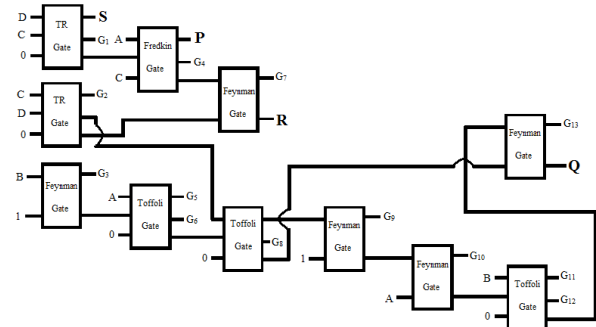 D
TR
S
C
G1
A
Fredkin
P
0
Gate
Gate
G4
C
G7
C
TR
G2
Feynman
D
Gate
Gate
R
0
Feynman
G13
Gate
Q
B
Feynman
G3
A
Toffoli
G5
1
Gate
0
Gate
G6
Toffoli
Gate
G8
0
Feynman
G9
Gate
1
Feynman
G10
Gate
A
B
Toffoli
G11
Gate
G12
0